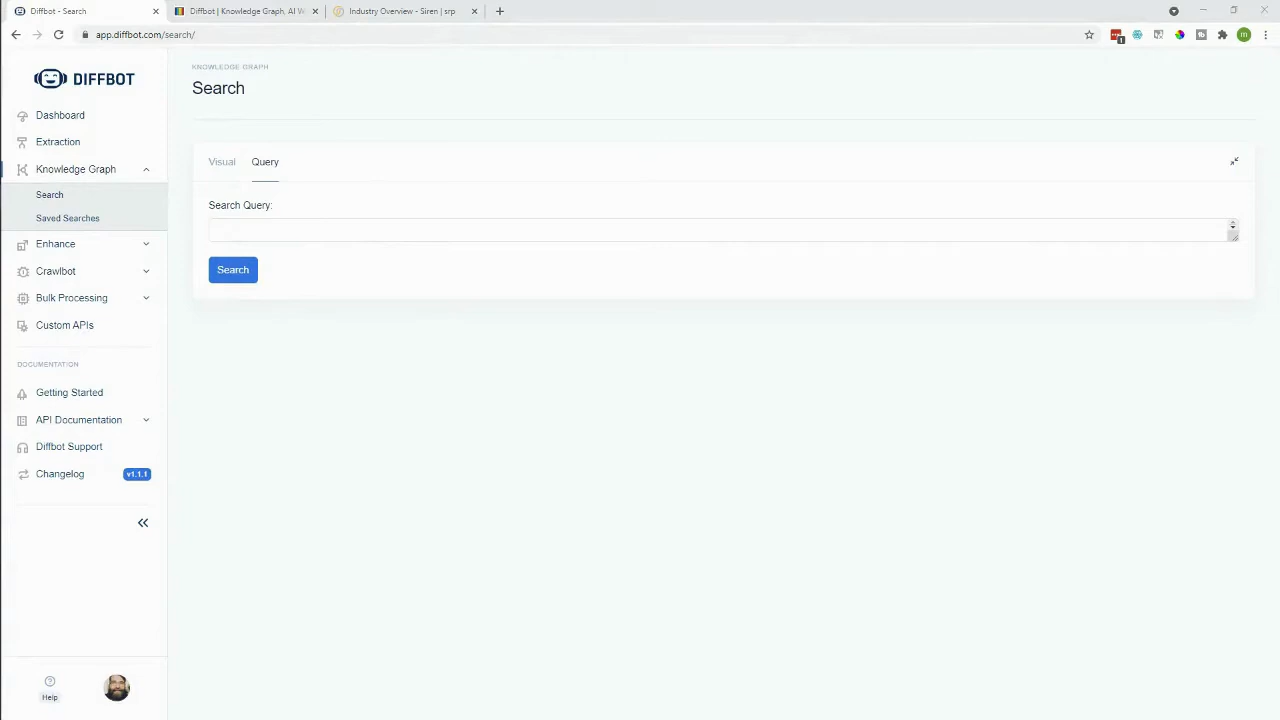 Diffbot - Search
Diffbot | Knowledge Graph, AI W
Industry Overview - Siren | srp
app.diffbot.com/search/
1
m
DIFFBOT
Dashboard
Extraction
Knowledge Graph
Search
Saved Searches
Enhance
Crawlbot
Bulk Processing
Custom APIs
DOCUMENTATION
Getting Started
API Documentation
Diffbot Support
Changelog
v1.1.1
Help
KNOWLEDGE GRAPH
Search
Visual
Query
Search Query:
Search